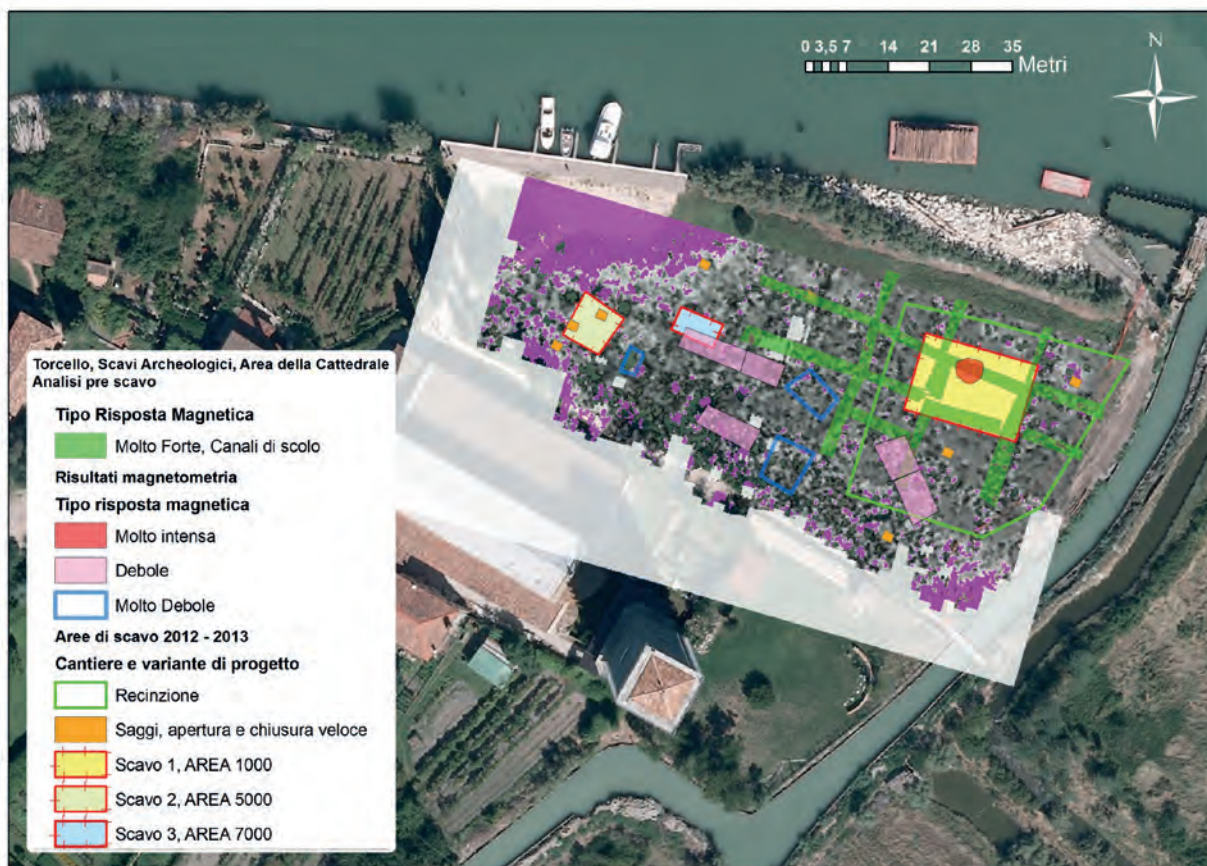 0 3,5 7 14 21 28 35
Metri
N
Torcello, Scavi Archeologici, Area della Cattedrale
Analisi pre scavo
Tipo Risposta Magnetica
Molto Forte, Canali di scolo
Risultati magnetometria
Tipo risposta magnetica
Molto intensa
Debole
Molto Debole
Aree di scavo 2012 - 2013
Cantiere e variante di progetto
Recinzione
Saggi, apertura e chiusura veloce
Scavo 1, AREA 1000
Scavo 2, AREA 5000
Scavo 3, AREA 7000